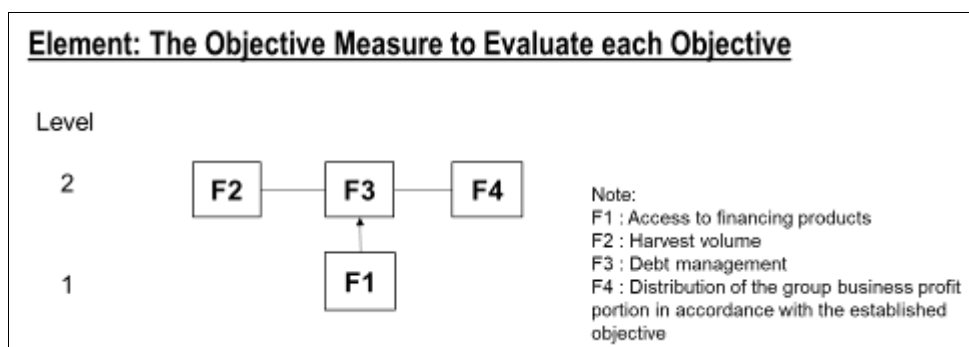 Element: The Objective Measure to Evaluate each Objective
Level
2
F2
F3
F4
1
F1
Note:
F1 : Access to financing products
F2 : Harvest volume
F3 : Debt management
F4 : Distribution of the group business profit
portion in accordance with the established
objective